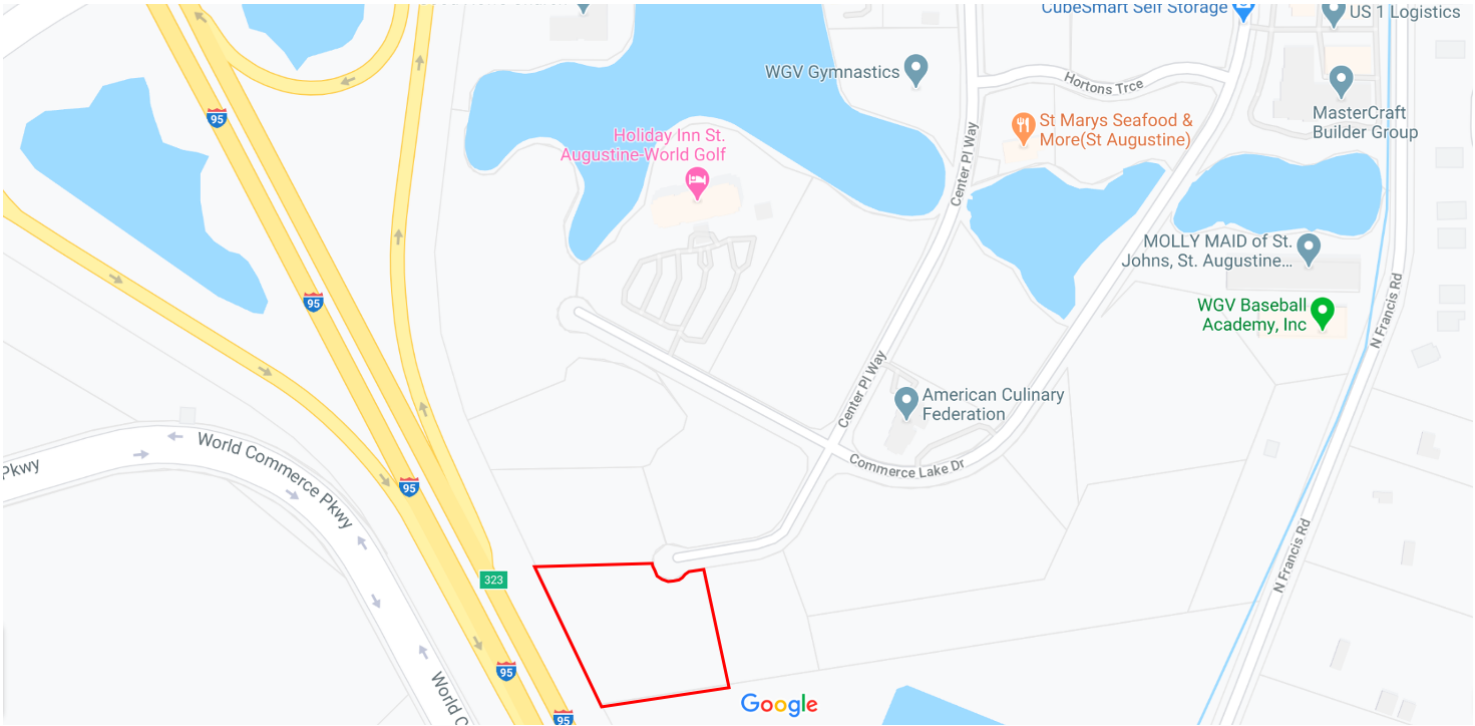 CubeSmart Self Storage
US 1 Logistics
WGV Gymnastics
Hortons Trce
MasterCraft
Builder Group
St Marys Seafood &
More(St Augustine)
Holiday Inn St.
Augustine-World Golf
95
Center Pl Way
MOLLY MAID of St.
Johns, St. Augustine...
95
WGV Baseball
Academy, Inc
N Francis Rd
Center Pl Way
American Culinary
Federation
World Commerce Pkwy
Pkwy
Commerce Lake Dr
95
N Francis Rd
323
95
World C
Google
95